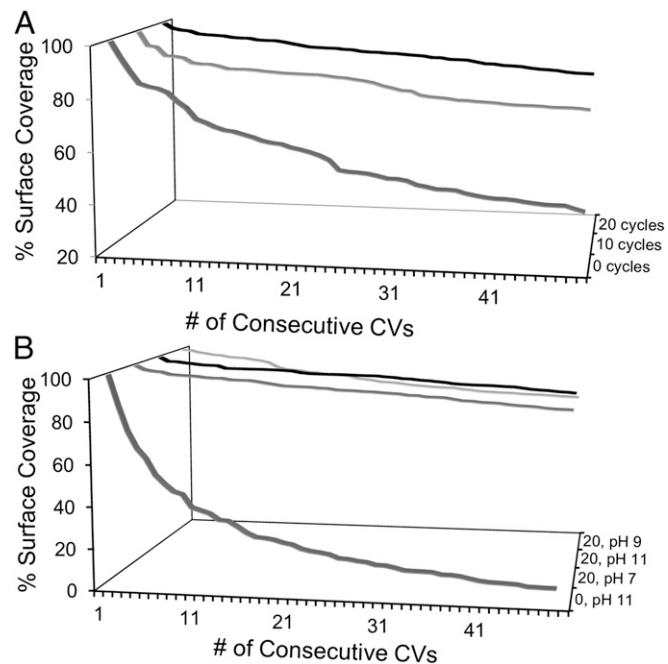 A
% Surface Coverage
100
80
60
40
20
1
11
21
31
41
20 cycles
10 cycles
0 cycles
# of Consecutive CVs
B
% Surface Coverage
100
80
60
40
20
0
1
11
21
31
41
20, pH 9
20, pH 11
20, pH 7
0, pH 11
# of Consecutive CVs